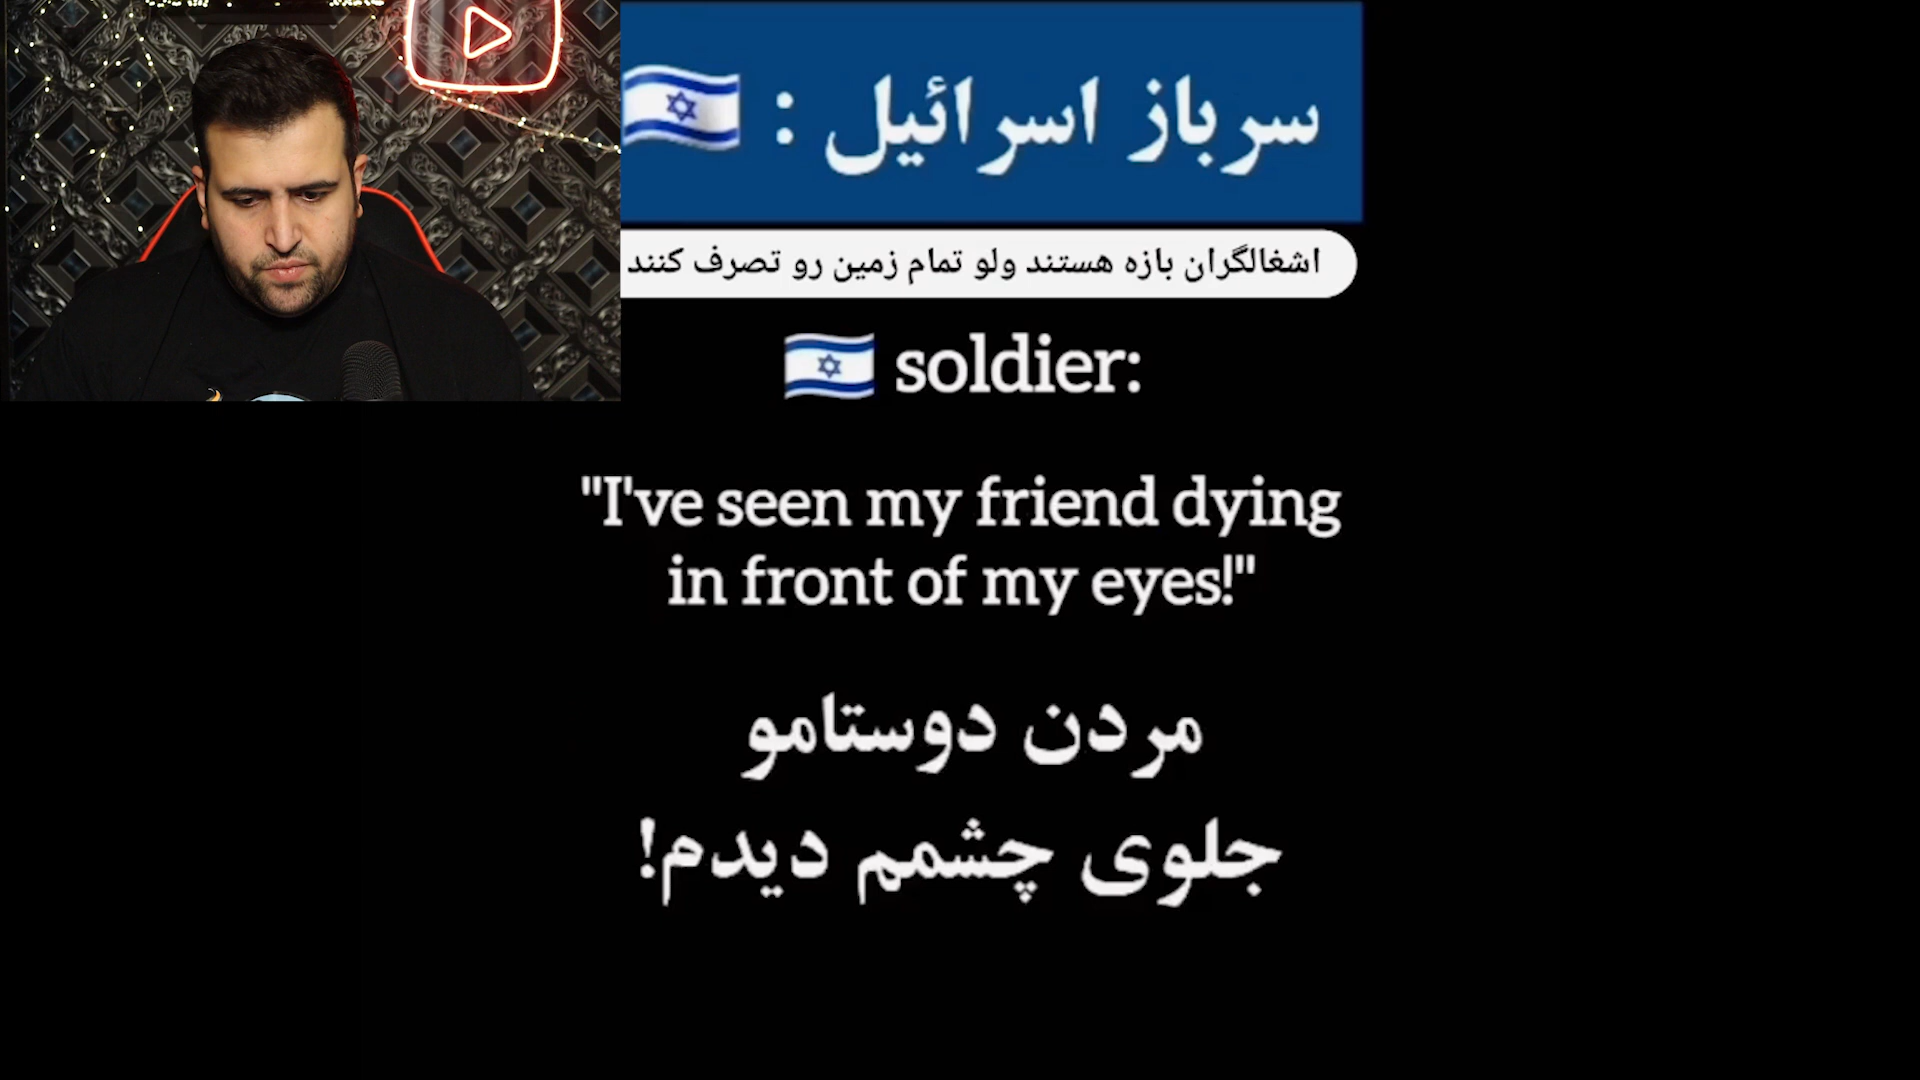 سرباز اسرائیل : 🇮🇱
اشغالگران بازه هستند ولو تمام زمین رو تصرف کنند
🇮🇱 soldier:
"I've seen my friend dying
in front of my eyes!"
مردن دوستامو
جلوی چشمم دیدم!